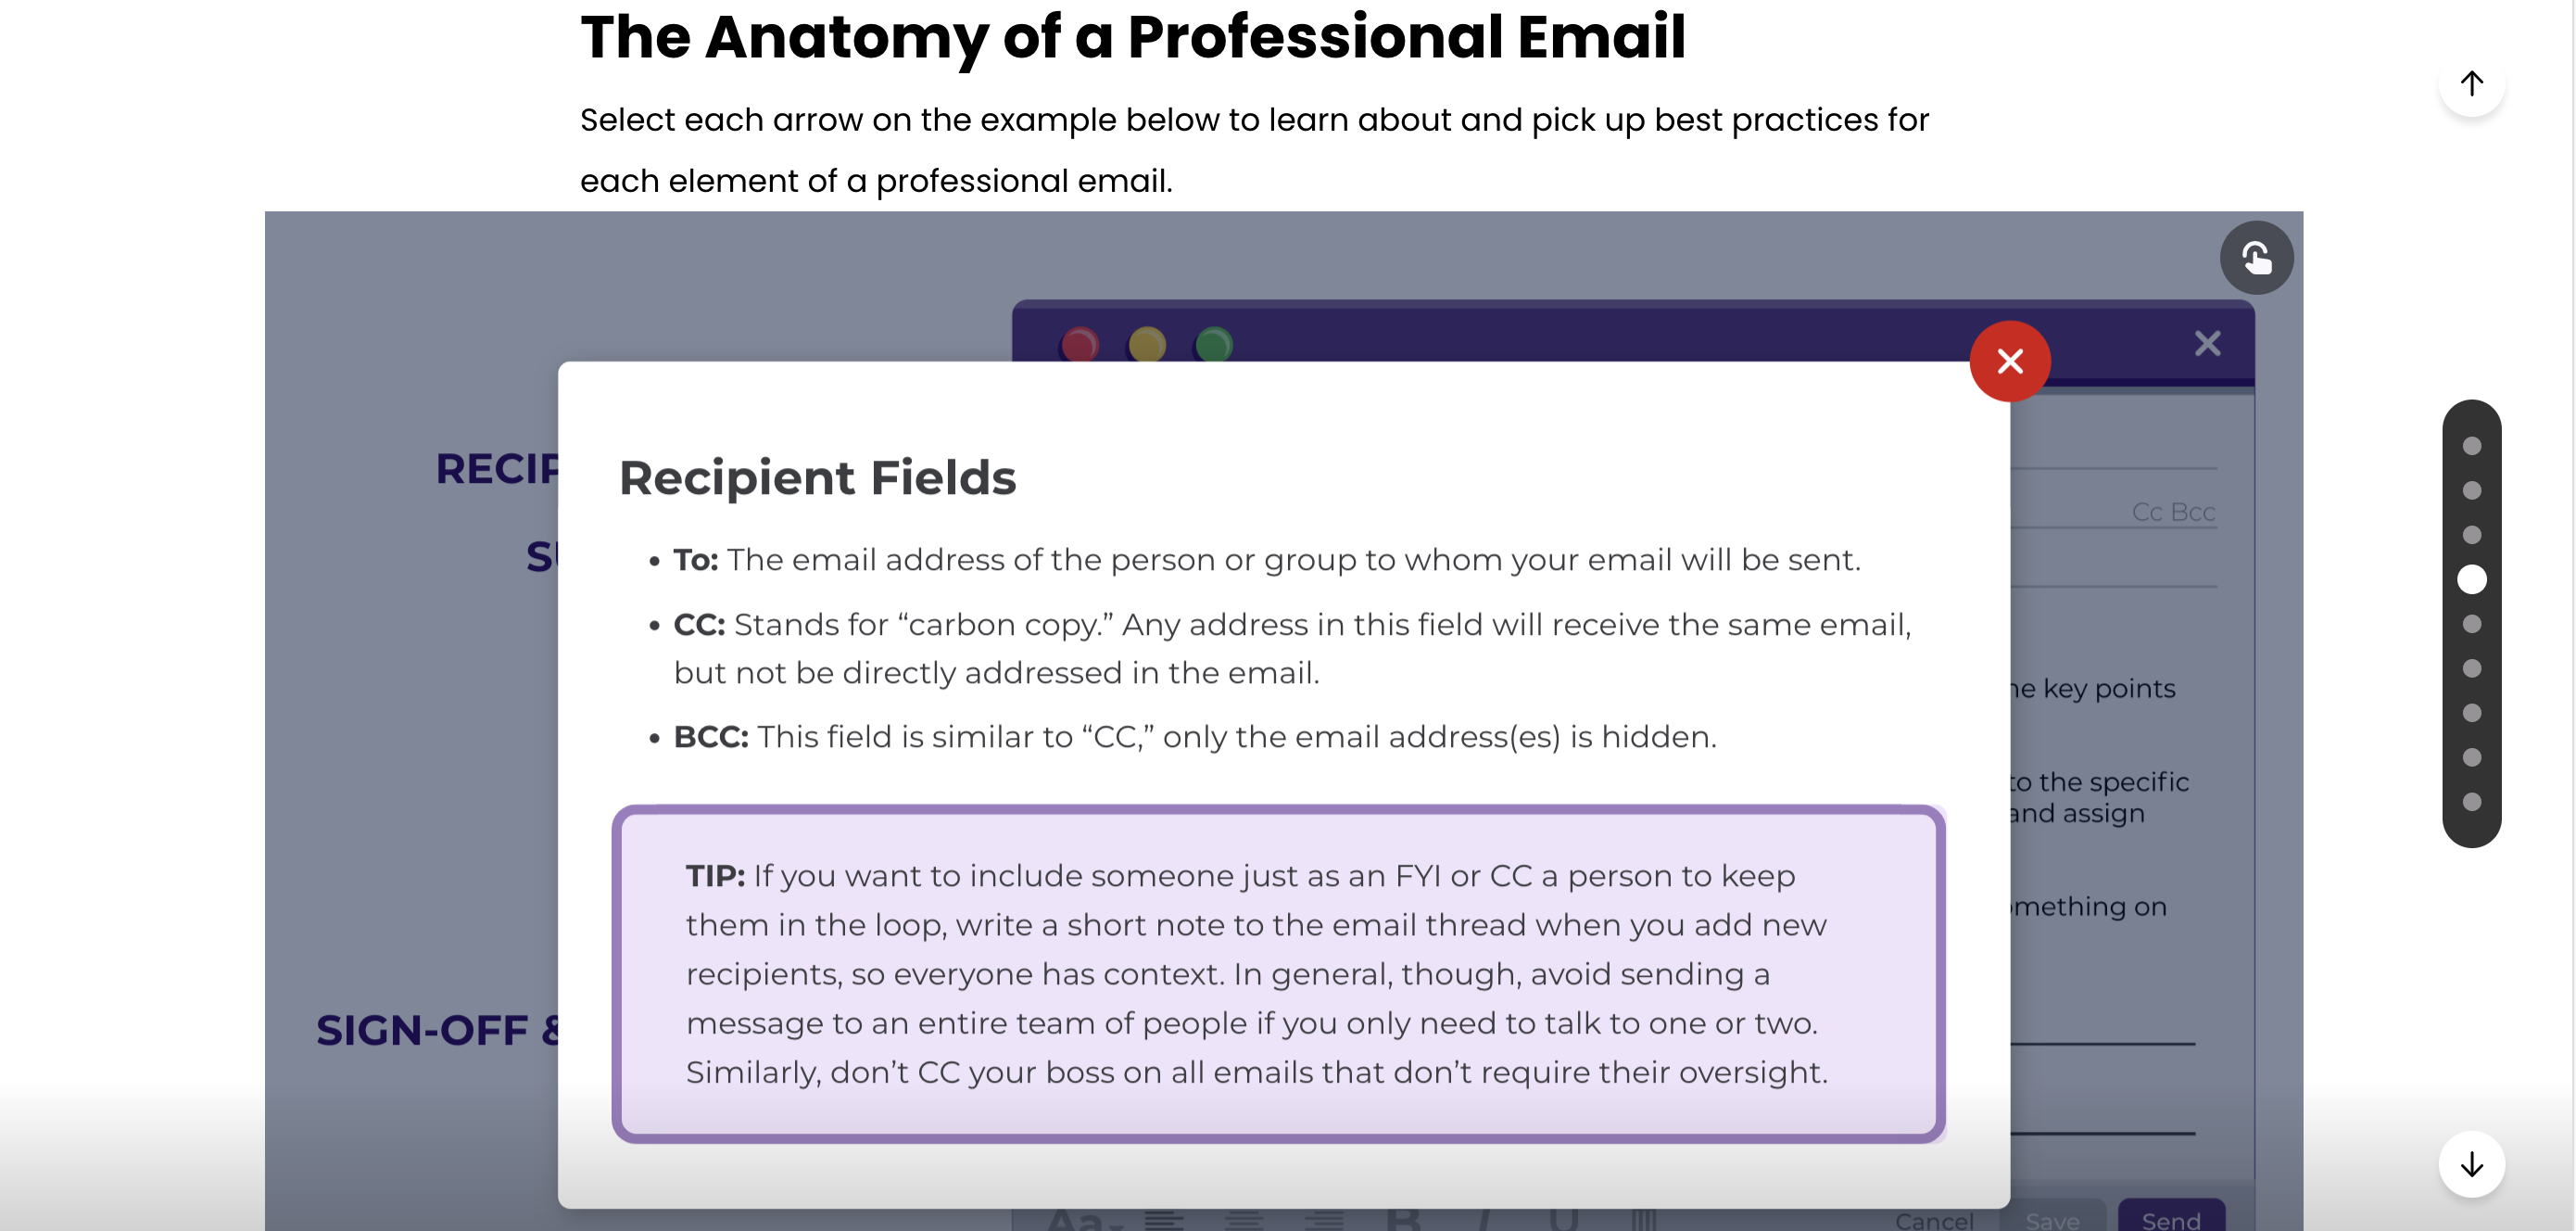 The Anatomy of a Professional Email
Select each arrow on the example below to learn about and pick up best practices for
each element of a professional email.
Recipient Fields
• To: The email address of the person or group to whom your email will be sent.
• CC: Stands for “carbon copy.” Any address in this field will receive the same email,
but not be directly addressed in the email.
• BCC: This field is similar to “CC,” only the email address(es) is hidden.
TIP: If you want to include someone just as an FYI or CC a person to keep
them in the loop, write a short note to the email thread when you add new
recipients, so everyone has context. In general, though, avoid sending a
message to an entire team of people if you only need to talk to one or two.
Similarly, don’t CC your boss on all emails that don’t require their oversight.
SIGN-OFF &
Cc Bcc
key points
to the specific
and assign
on
Aa
B I U
Cancel Save Send